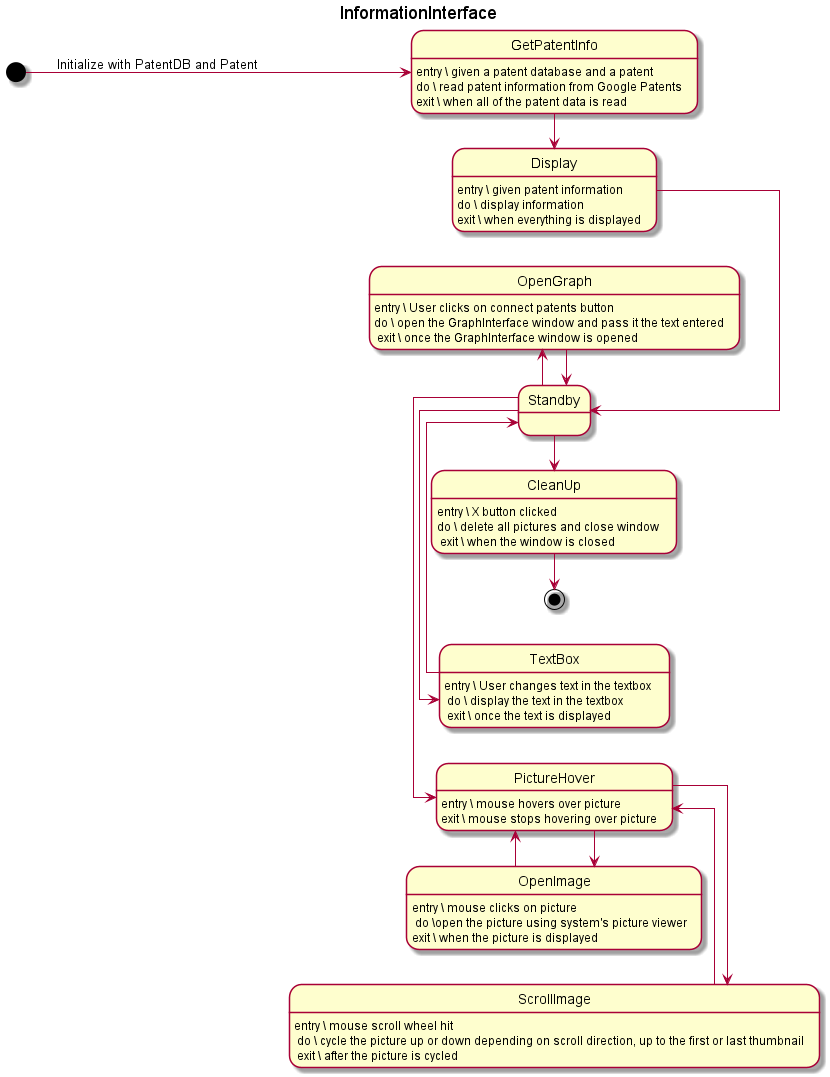 InformationInterface
Initialize with PatentDB and Patent
GetPatentInfo
entry \ given a patent database and a patent
do \ read patent information from Google Patents
exit \ when all of the patent data is read
Display
entry \ given patent information
do \ display information
exit \ when everything is displayed
OpenGraph
entry \ User clicks on connect patents button
do \ open the GraphInterface window and pass it the text entered
exit \ once the GraphInterface window is opened
Standby
CleanUp
entry \ X button clicked
do \ delete all pictures and close window
exit \ when the window is closed
TextBox
entry \ User changes text in the textbox
do \ display the text in the textbox
exit \ once the text is displayed
PictureHover
entry \ mouse hovers over picture
exit \ mouse stops hovering over picture
OpenImage
entry \ mouse clicks on picture
do \open the picture using system's picture viewer
exit \ when the picture is displayed
ScrollImage
entry \ mouse scroll wheel hit
do \ cycle the picture up or down depending on scroll direction, up to the first or last thumbnail
exit \ after the picture is cycled